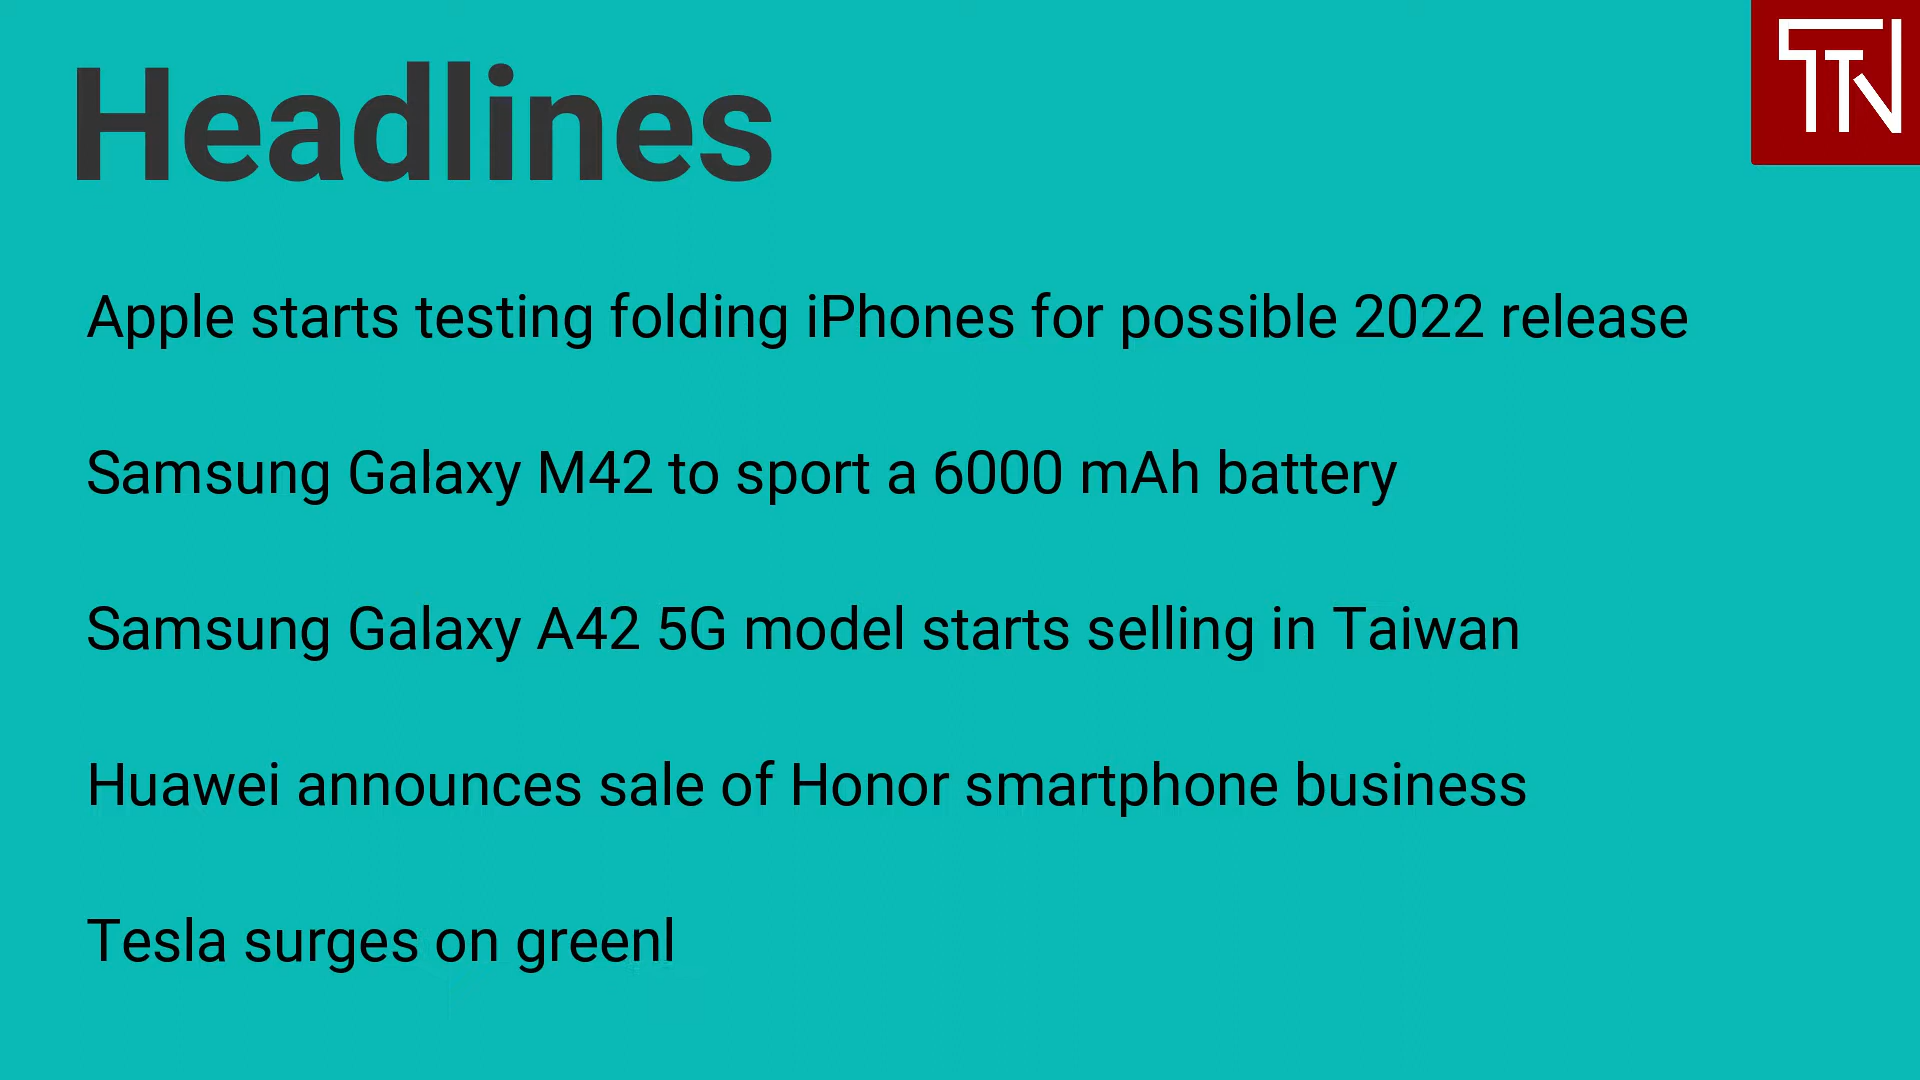 Headlines
TTN
Apple starts testing folding iPhones for possible 2022 release
Samsung Galaxy M42 to sport a 6000 mAh battery
Samsung Galaxy A42 5G model starts selling in Taiwan
Huawei announces sale of Honor smartphone business
Tesla surges on greenl